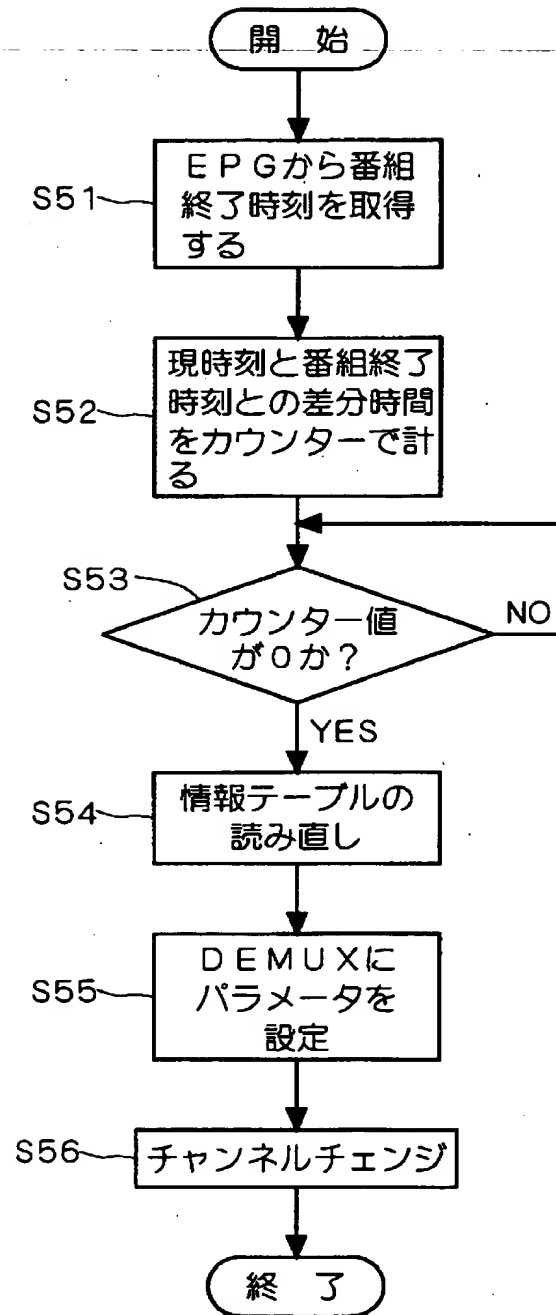 開 始
S51
ＥＰＧから番組
終了時刻を取得
する
S52
現時刻と番組終了
時刻との差分時間
をカウンターで計
る
S53
カウンター値
が０か？
NO
YES
S54
情報テーブルの
読み直し
S55
ＤＥＭＵＸに
パラメータを
設定
S56
チャンネルチェンジ
終 了